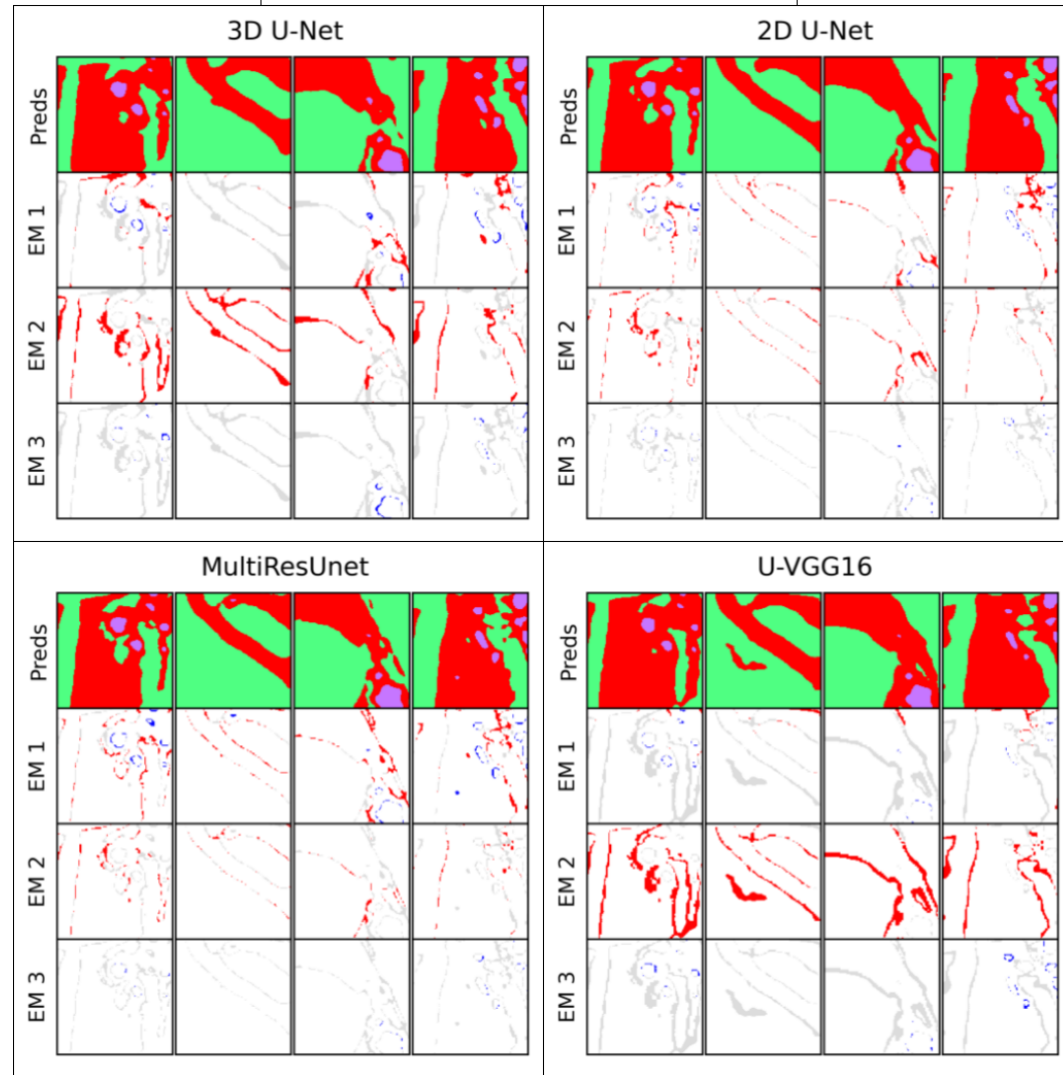 3D U-Net
Preds
EM 1
EM 2
EM 3
2D U-Net
Preds
EM 1
EM 2
EM 3
MultiResUnet
Preds
EM 1
EM 2
EM 3
U-VGG16
Preds
EM 1
EM 2
EM 3